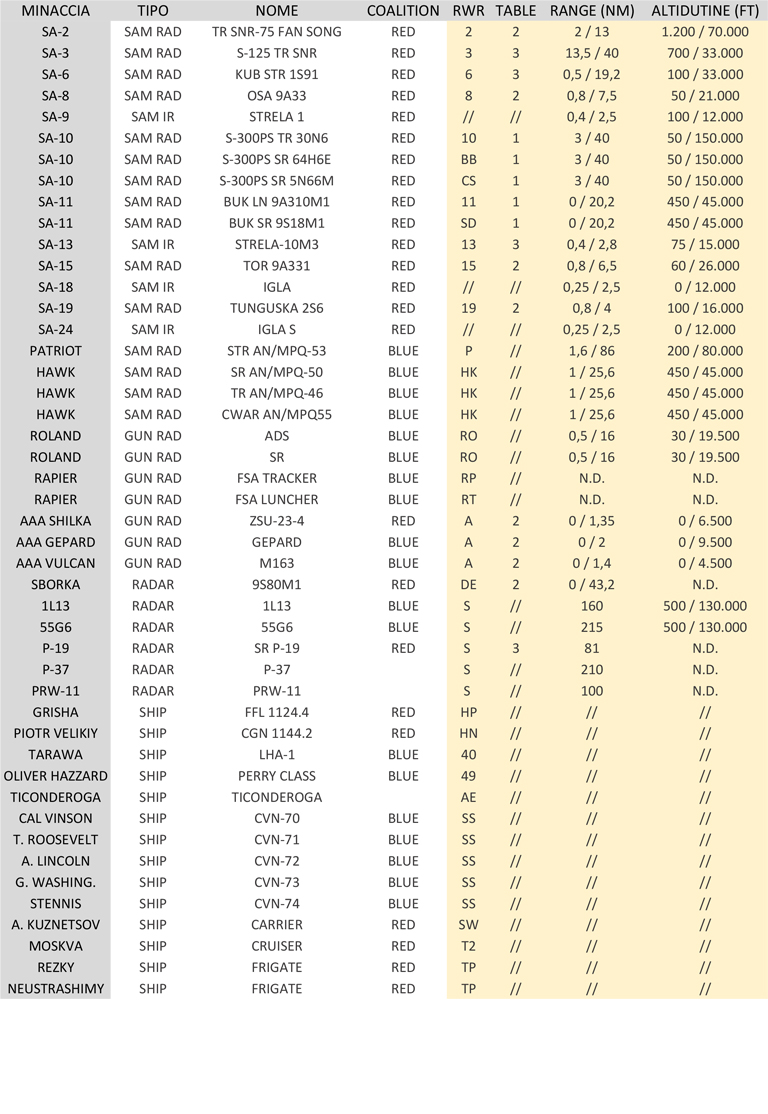 MINACCIA TIPO NOME COALITION RWR TABLE RANGE (NM) ALTIDUTINE (FT)
SA-2 SAM RAD TR SNR-75 FAN SONG RED 2 2 2 / 13 1.200 / 70.000
SA-3 SAM RAD S-125 TR SNR RED 3 3 13,5 / 40 700 / 33.000
SA-6 SAM RAD KUB STR 1S91 RED 6 3 0,5 / 19,2 100 / 33.000
SA-8 SAM RAD OSA 9A33 RED 8 2 0,8 / 7,5 50 / 21.000
SA-9 SAM IR STRELA 1 RED // // 0,4 / 2,5 100 / 12.000
SA-10 SAM RAD S-300PS TR 30N6 RED 10 1 3 / 40 50 / 150.000
SA-10 SAM RAD S-300PS SR 64H6E RED BB 1 3 / 40 50 / 150.000
SA-10 SAM RAD S-300PS SR 5N66M RED CS 1 3 / 40 50 / 150.000
SA-11 SAM RAD BUK LN 9A310M1 RED 11 1 0 / 20,2 450 / 45.000
SA-11 SAM RAD BUK SR 9S18M1 RED SD 1 0 / 20,2 450 / 45.000
SA-13 SAM IR STRELA-10M3 RED 13 3 0,4 / 2,8 75 / 15.000
SA-15 SAM RAD TOR 9A331 RED 15 2 0,8 / 6,5 60 / 26.000
SA-18 SAM IR IGLA RED // // 0,25 / 2,5 0 / 12.000
SA-19 SAM RAD TUNGUSKA 2S6 RED 19 2 0,8 / 4 100 / 16.000
SA-24 SAM IR IGLA S RED // // 0,25 / 2,5 0 / 12.000
PATRIOT SAM RAD STR AN/MPQ-53 BLUE P // 1,6 / 86 200 / 80.000
HAWK SAM RAD SR AN/MPQ-50 BLUE HK // 1 / 25,6 450 / 45.000
HAWK SAM RAD TR AN/MPQ-46 BLUE HK // 1 / 25,6 450 / 45.000
HAWK SAM RAD CWAR AN/MPQ55 BLUE HK // 1 / 25,6 450 / 45.000
ROLAND GUN RAD ADS BLUE RO // 0,5 / 16 30 / 19.500
ROLAND GUN RAD SR BLUE RO // 0,5 / 16 30 / 19.500
RAPIER GUN RAD FSA TRACKER BLUE RP // N.D. N.D.
RAPIER GUN RAD FSA LUNCHER BLUE RT // N.D. N.D.
AAA SHILKA GUN RAD ZSU-23-4 RED A 2 0 / 1,35 0 / 6.500
AAA GEPARD GUN RAD GEPARD BLUE A 2 0 / 2 0 / 9.500
AAA VULCAN GUN RAD M163 BLUE A 2 0 / 1,4 0 / 4.500
SBORKA RADAR 9S80M1 RED DE 2 0 / 43,2 N.D.
1L13 RADAR 1L13 BLUE S // 160 500 / 130.000
55G6 RADAR 55G6 BLUE S // 215 500 / 130.000
P-19 RADAR SR P-19 RED S 3 81 N.D.
P-37 RADAR P-37 S // 210 N.D.
PRW-11 RADAR PRW-11 S // 100 N.D.
GRISHA SHIP FFL 1124.4 RED HP // // //
PIOTR VELIKIY SHIP CGN 1144.2 RED HN // // //
TARAWA SHIP LHA-1 BLUE 40 // // //
OLIVER HAZZARD SHIP PERRY CLASS BLUE 49 // // //
TICONDEROGA SHIP TICONDEROGA AE // // //
CAL VINSON SHIP CVN-70 BLUE SS // // //
T. ROOSEVELT SHIP CVN-71 BLUE SS // // //
A. LINCOLN SHIP CVN-72 BLUE SS // // //
G. WASHING. SHIP CVN-73 BLUE SS // // //
STENNIS SHIP CVN-74 BLUE SS // // //
A. KUZNETSOV SHIP CARRIER RED SW // // //
MOSKVA SHIP CRUISER RED T2 // // //
REZKY SHIP FRIGATE RED TP // // //
NEUSTRASHIMY SHIP FRIGATE RED TP // // //